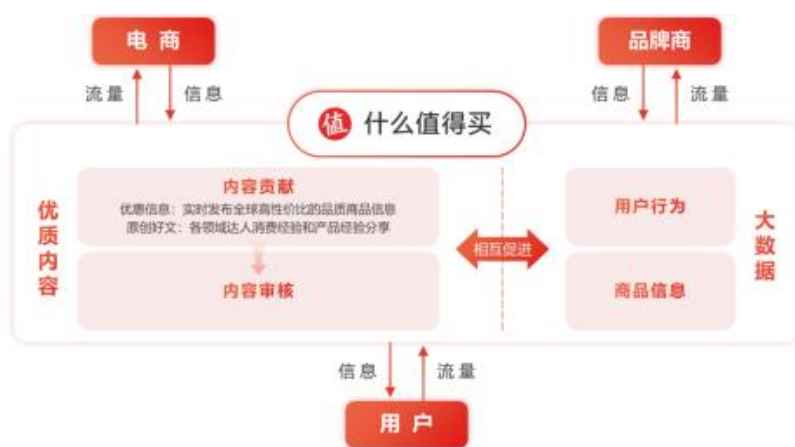 电商
品牌商
流量
信息
信息
流量
值 什么值得买
优质内容
内容贡献
优惠信息：实时发布全球高性价比的品质商品信息
原创好文：各领域达人消费经验和产品经验分享
内容审核
相互促进
用户行为
商品信息
大数据
信息
流量
用户